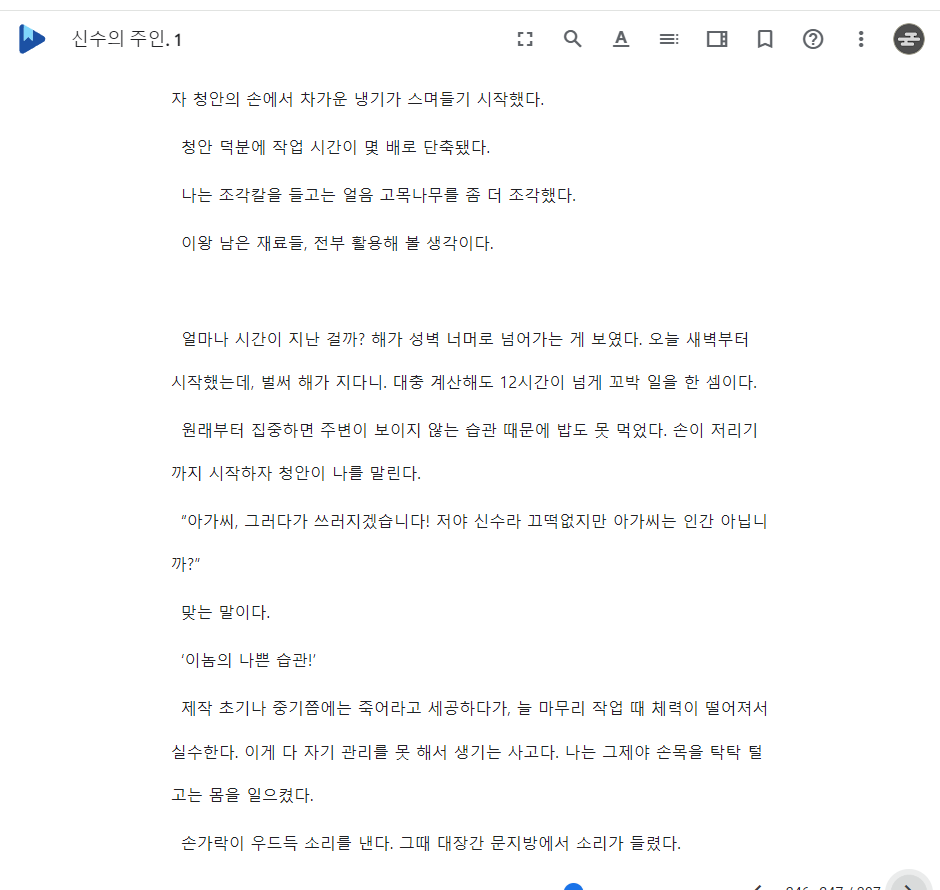 신수의 주인. 1
자 청안의 손에서 차가운 냉기가 스며들기 시작했다.
청안 덕분에 작업 시간이 몇 배로 단축됐다.
나는 조각칼을 들고는 얼음 고목나무를 좀 더 조각했다.
이왕 남은 재료들, 전부 활용해 볼 생각이다.
얼마나 시간이 지난 걸까? 해가 성벽 너머로 넘어가는 게 보였다. 오늘 새벽부터
시작했는데, 벌써 해가 지다니. 대충 계산해도 12시간이 넘게 꼬박 일을 한 셈이다.
원래부터 집중하면 주변이 보이지 않는 습관 때문에 밥도 못 먹었다. 손이 저리기
까지 시작하자 청안이 나를 말린다.
“아가씨, 그러다가 쓰러지겠습니다! 저야 신수라 끄떡없지만 아가씨는 인간 아닙니
까?”
맞는 말이다.
‘이놈의 나쁜 습관!’
제작 초기나 중기쯤에는 죽어라고 세공하다가, 늘 마무리 작업 때 체력이 떨어져서
실수한다. 이게 다 자기 관리를 못 해서 생기는 사고다. 나는 그제야 손목을 탁탁 털
고는 몸을 일으켰다.
손가락이 우드득 소리를 낸다. 그때 대장간 문지방에서 소리가 들렸다.